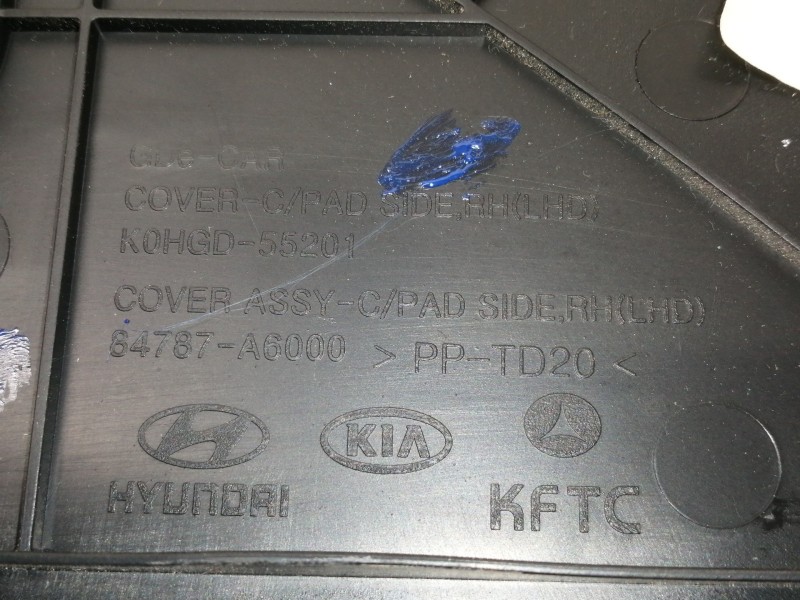 COVER-C/PAD SIDE,RH(LHD)
K0HGD-55201
COVER ASSY-C/PAD SIDE,RH(LHD)
84787-A6000 > PP-TD20 <
HYUNDAI KIA KFTC